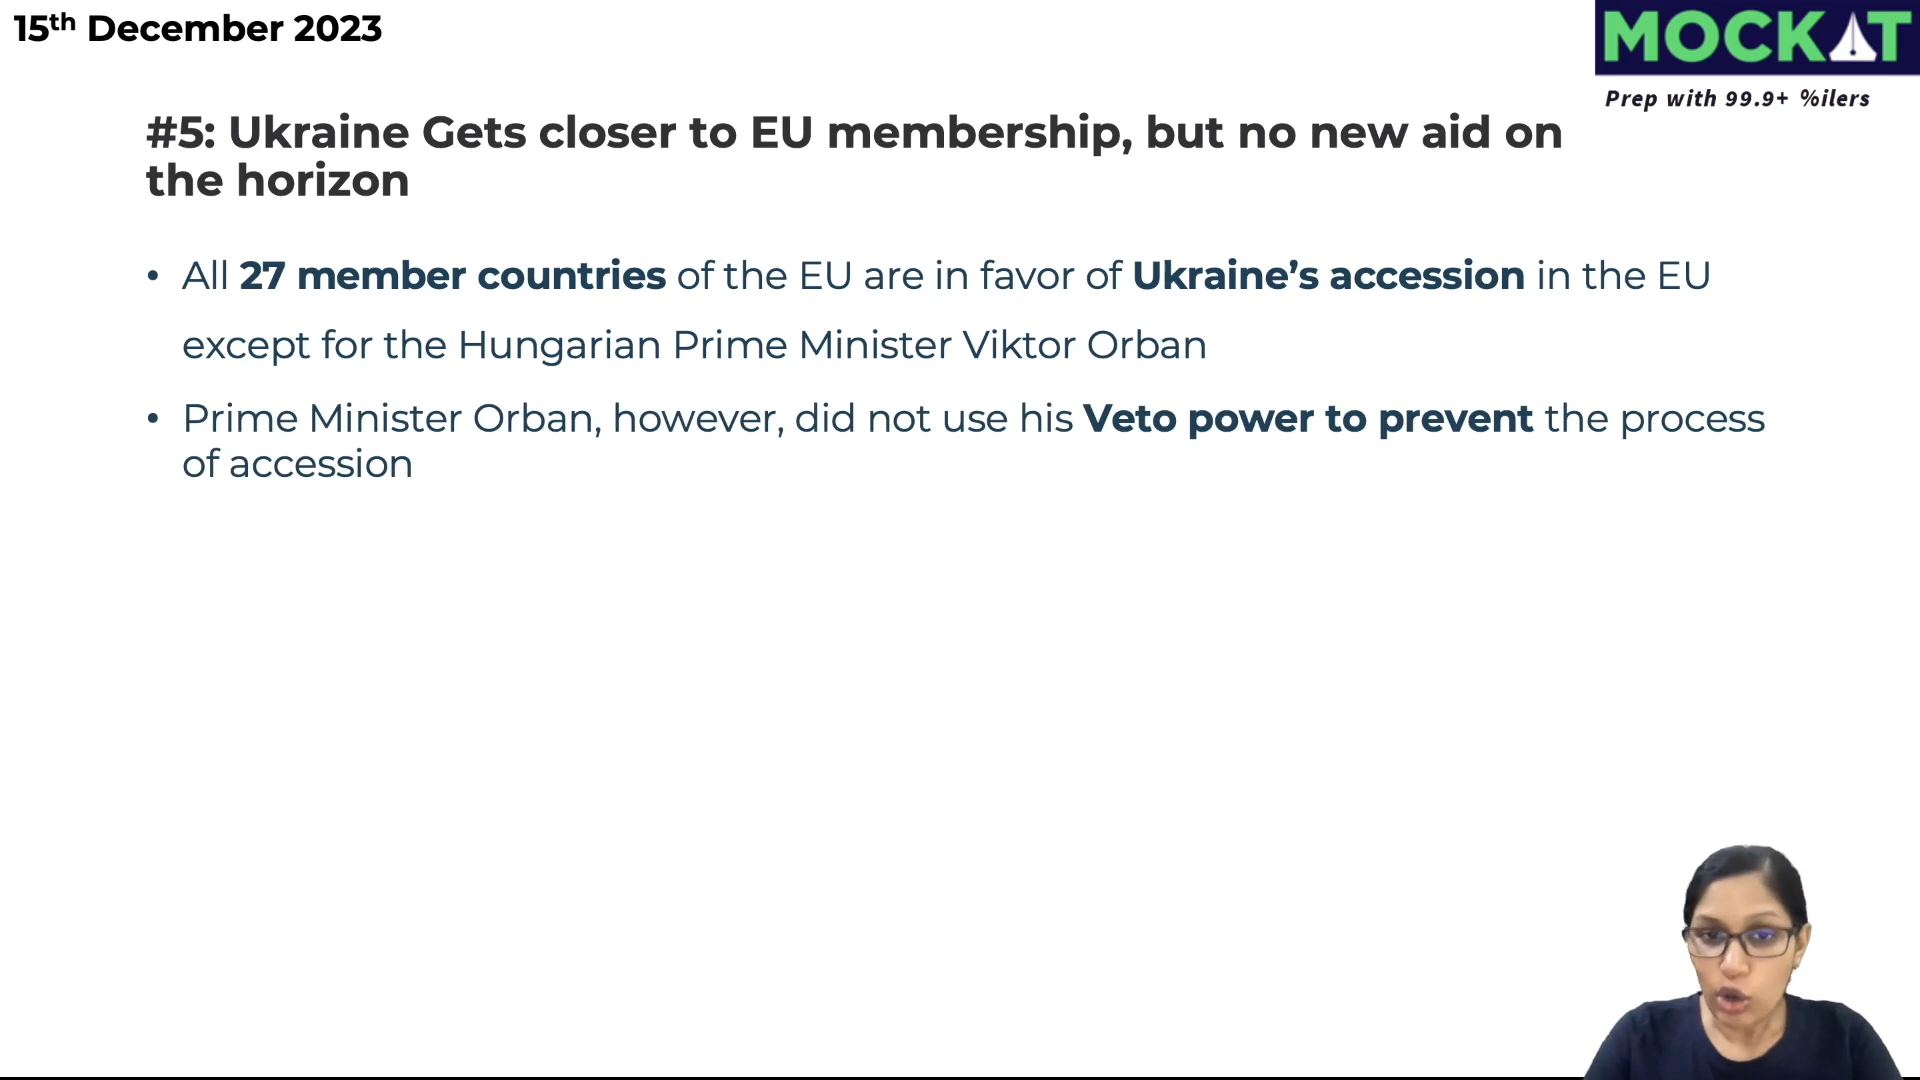 15th December 2023
MOCKAT
Prep with 99.9+ %ilers
#5: Ukraine Gets closer to EU membership, but no new aid on
the horizon
• All 27 member countries of the EU are in favor of Ukraine’s accession in the EU
except for the Hungarian Prime Minister Viktor Orban
• Prime Minister Orban, however, did not use his Veto power to prevent the process
of accession